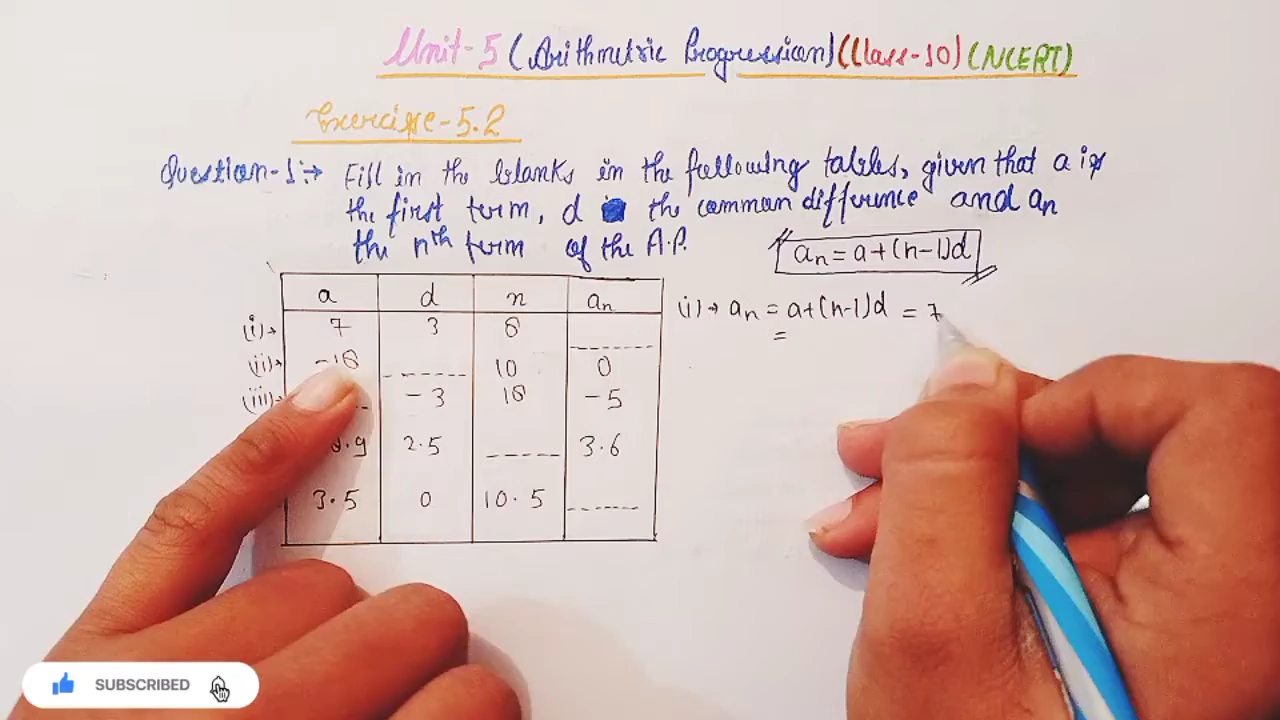 Unit-5 (Arithmetric Progression) (Class-10) (NCERT)
Exercise-5.2
Question-1:→ Fill in the blanks in the following tables, given that a is
the first term, d the common difference and an
the nth term of the A.P.
an = a+(n-1)d
a d n an
(i)→ 7 3 8 ------
(ii)→ -18 ------ 10 0
(iii)→ -3 18 -5
.9 2.5 ------ 3.6
3.5 0 10.5 ------
(i)→ an = a+(n-1)d = 7
=
SUBSCRIBED